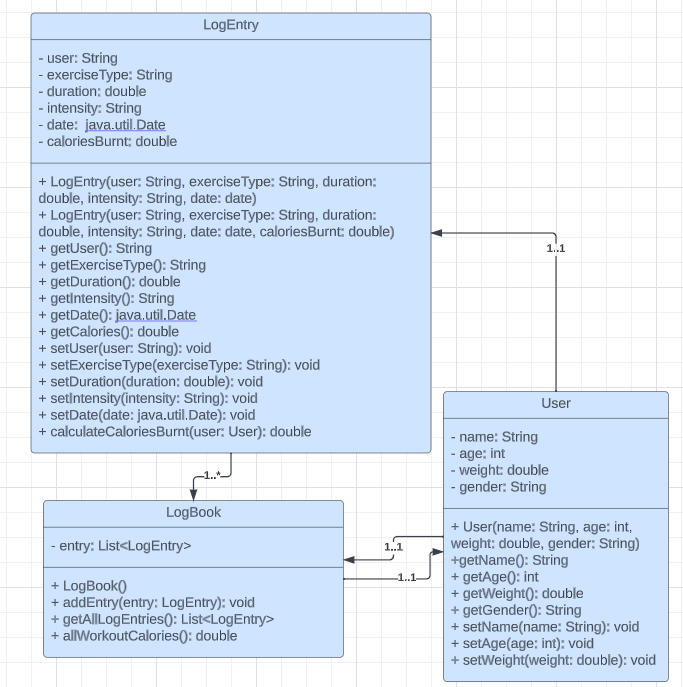 LogEntry
- user: String
- exerciseType: String
- duration: double
- intensity: String
- date:  java.util.Date
- caloriesBurnt: double
+ LogEntry(user: String, exerciseType: String, duration:
double, intensity: String, date: date)
+ LogEntry(user: String, exerciseType: String, duration:
double, intensity: String, date: date, caloriesBurnt: double)
+ getUser(): String
+ getExerciseType(): String
+ getDuration(): double
+ getIntensity(): String
+ getDate(): java.util.Date
+ getCalories(): double
+ setUser(user: String): void
+ setExerciseType(exerciseType: String): void
+ setDuration(duration: double): void
+ setIntensity(intensity: String): void
+ setDate(date: java.util.Date): void
+ calculateCaloriesBurnt(user: User): double
1..1
1..*
User
- name: String
- age: int
- weight: double
- gender: String
+ User(name: String, age: int,
weight: double, gender: String)
+getName(): String
+ getAge(): int
+ getWeight(): double
+ getGender(): String
+ setName(name: String): void
+ setAge(age: int): void
+ setWeight(weight: double): void
LogBook
- entry: List<LogEntry>
+ LogBook()
+ addEntry(entry: LogEntry): void
+ getAllLogEntries(): List<LogEntry>
+ allWorkoutCalories(): double
1..1
1..1